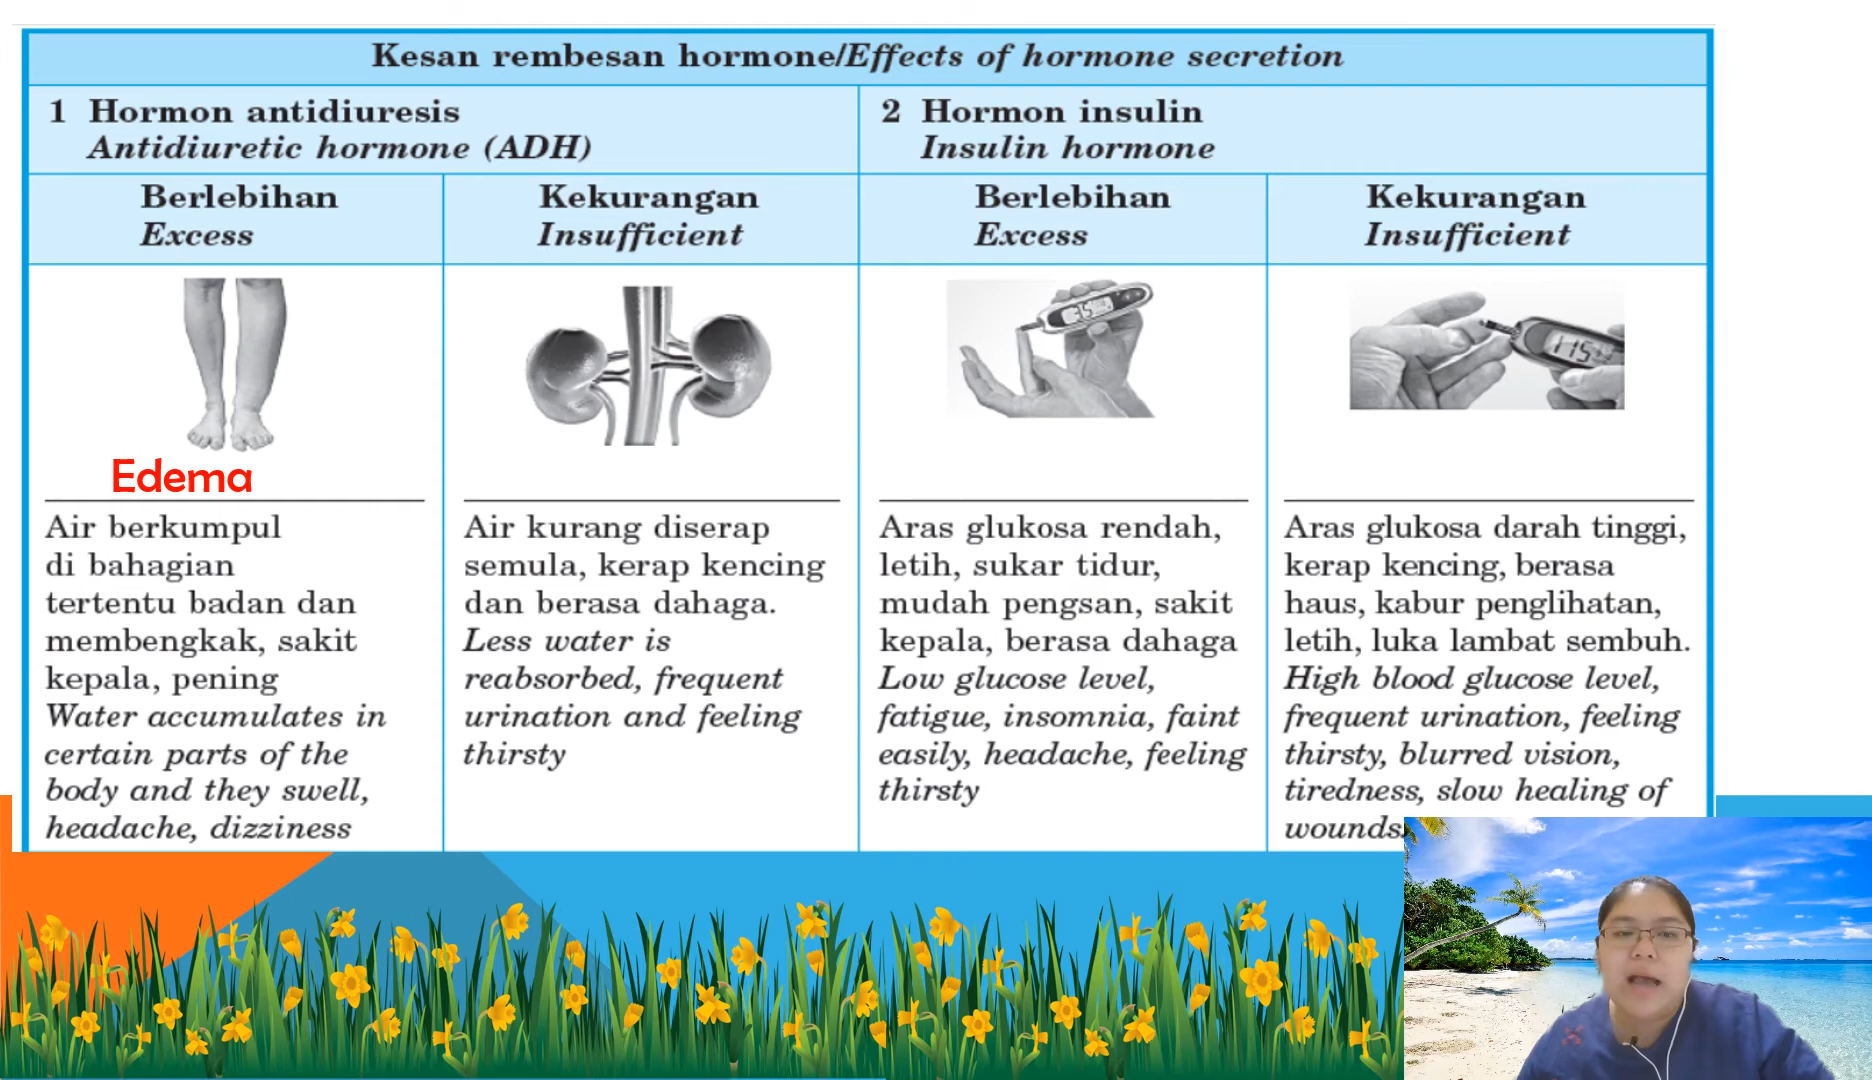 Kesan rembesan hormone/Effects of hormone secretion
1 Hormon antidiuresis
Antidiuretic hormone (ADH)
2 Hormon insulin
Insulin hormone
Berlebihan
Excess
Kekurangan
Insufficient
Berlebihan
Excess
Kekurangan
Insufficient
115
Edema
Air berkumpul
di bahagian
tertentu badan dan
membengkak, sakit
kepala, pening
Water accumulates in
certain parts of the
body and they swell,
headache, dizziness
Air kurang diserap
semula, kerap kencing
dan berasa dahaga.
Less water is
reabsorbed, frequent
urination and feeling
thirsty
Aras glukosa rendah,
letih, sukar tidur,
mudah pengsan, sakit
kepala, berasa dahaga
Low glucose level,
fatigue, insomnia, faint
easily, headache, feeling
thirsty
Aras glukosa darah tinggi,
kerap kencing, berasa
haus, kabur penglihatan,
letih, luka lambat sembuh.
High blood glucose level,
frequent urination, feeling
thirsty, blurred vision,
tiredness, slow healing of
wounds.